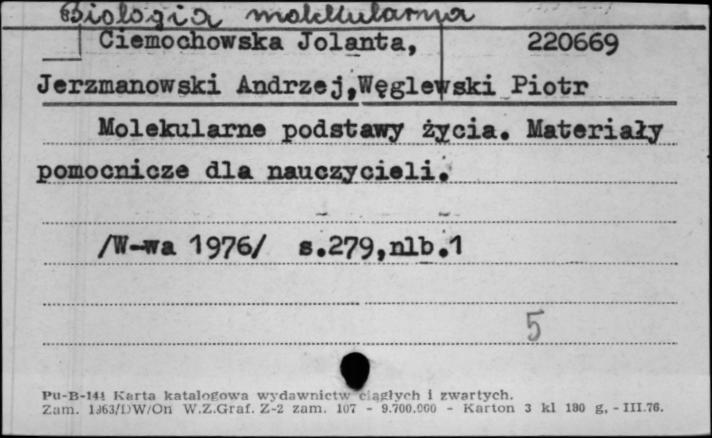 Biologia molekularna
Ciemochowska Jolanta, 220669
Jerzmanowski Andrzej,Węglewski Piotr
Molekularne podstawy życia. Materiały
pomocnicze dla nauczycieli.
/W-wa 1976/ s.279,nlb.1
5
Pu-B-141 Karta katalogowa wydawnictw ciągłych i zwartych.
Zam. 1363/DW/On W.Z.Graf. Z-2 zam. 107 - 9.700.000 - Karton 3 kl 180 g. - III.76.